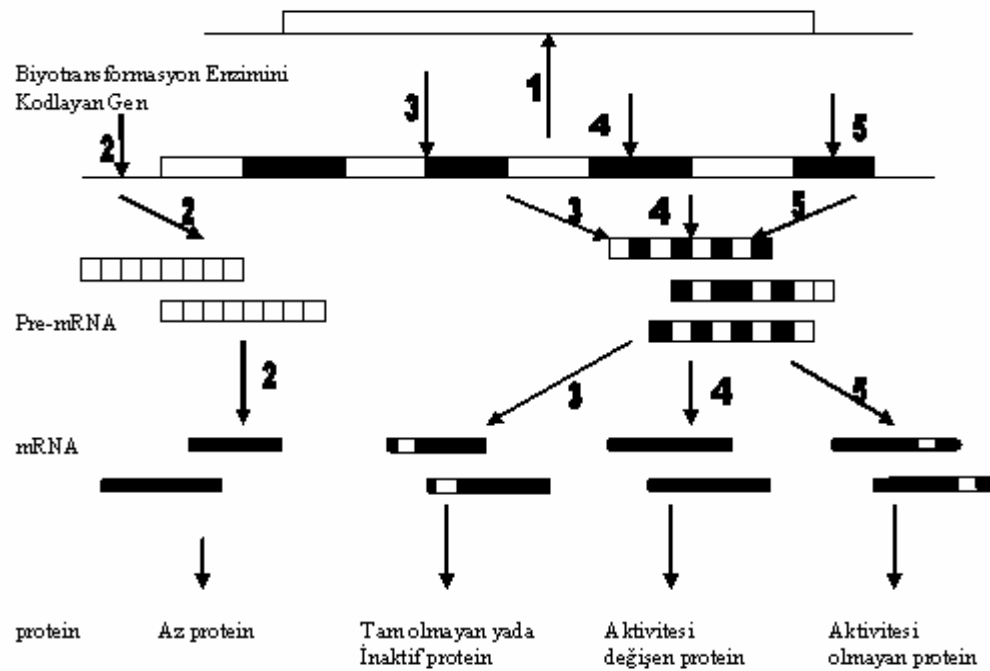 Biyotransformasyon Enzimini
Kodlayan Gen
1
2
3
4
5
2
3
4
5
Pre-mRNA
2
3
4
5
mRNA
protein
Az protein
Tam olmayan yada
İnaktif protein
Aktivitesi
değişen protein
Aktivitesi
olmayan protein